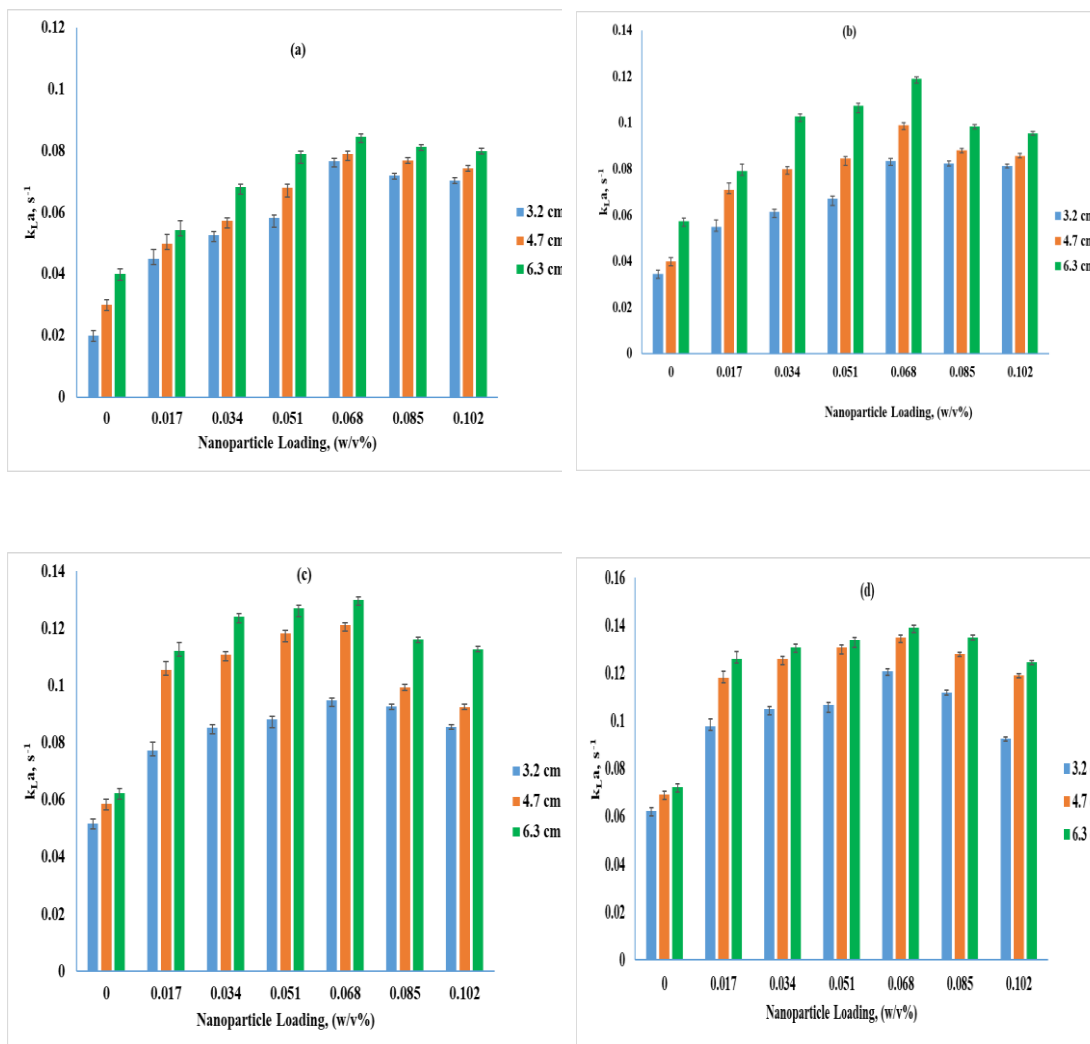 (a)
0.12
0.1
0.08
0.06
0.04
0.02
0
kLa, s⁻¹
0 0.017 0.034 0.051 0.068 0.085 0.102
Nanoparticle Loading, (w/v%)
3.2 cm
4.7 cm
6.3 cm
(b)
0.14
0.12
0.1
0.08
0.06
0.04
0.02
0
kLa, s⁻¹
0 0.017 0.034 0.051 0.068 0.085 0.102
Nanoparticle Loading, (w/v%)
3.2 cm
4.7 cm
6.3 cm
(c)
0.14
0.12
0.1
0.08
0.06
0.04
0.02
0
kLa, s⁻¹
0 0.017 0.034 0.051 0.068 0.085 0.102
Nanoparticle Loading, (w/v%)
3.2 cm
4.7 cm
6.3 cm
(d)
0.16
0.14
0.12
0.1
0.08
0.06
0.04
0.02
0
kLa, s⁻¹
0 0.017 0.034 0.051 0.068 0.085 0.102
Nanoparticle Loading, (w/v%)
3.2
4.7
6.3